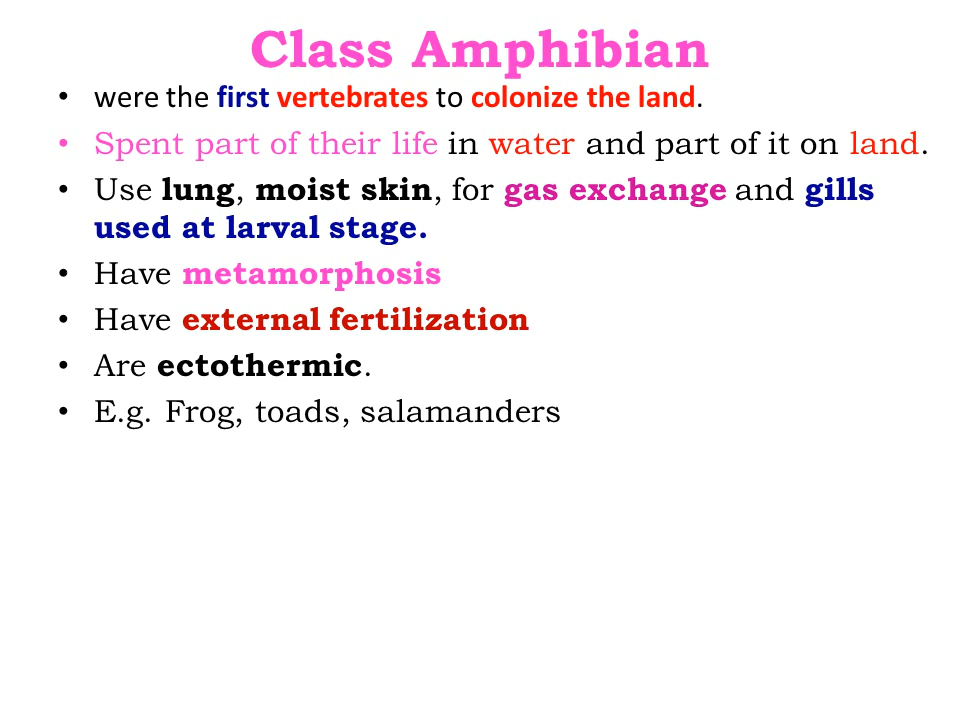 Class Amphibian
• were the first vertebrates to colonize the land.
• Spent part of their life in water and part of it on land.
• Use lung, moist skin, for gas exchange and gills
used at larval stage.
• Have metamorphosis
• Have external fertilization
• Are ectothermic.
• E.g. Frog, toads, salamanders